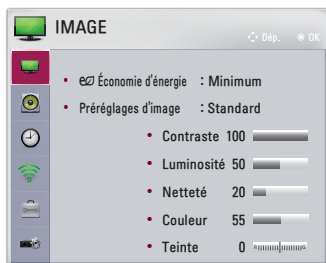 IMAGE
Dép. OK
• Économie d'énergie : Minimum
• Préréglages d'image : Standard
• Contraste 100
• Luminosité 50
• Netteté 20
• Couleur 55
• Teinte 0